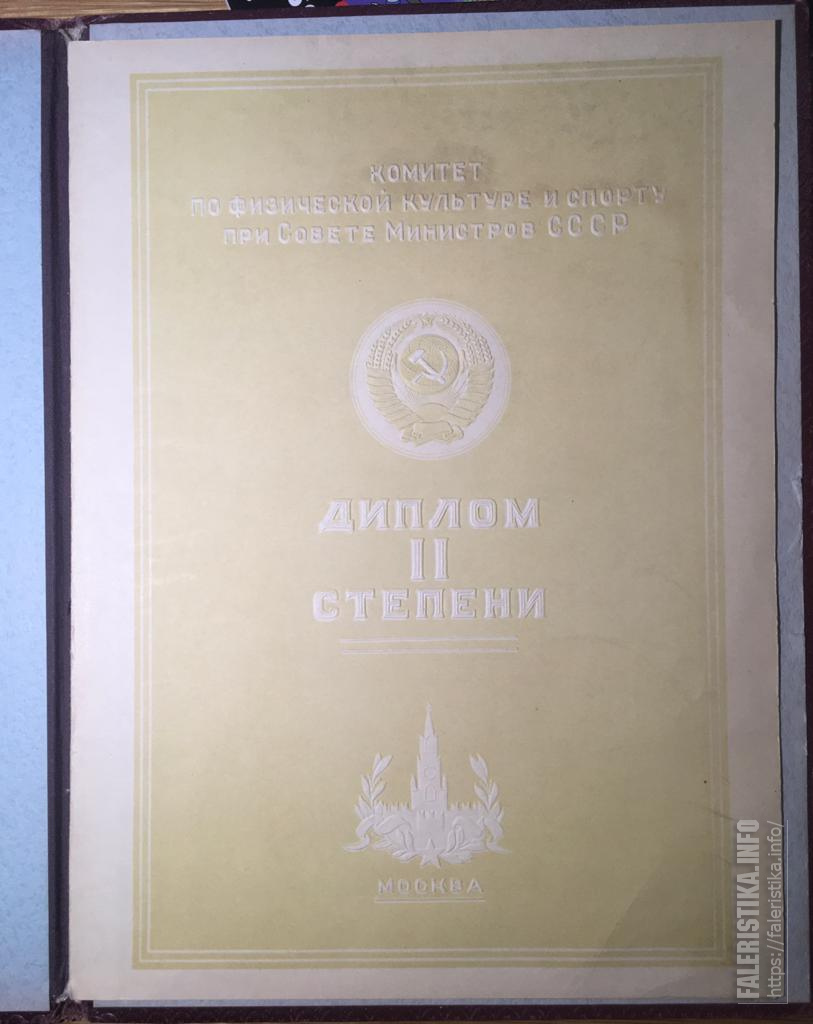 КОМИТЕТ
ПО ФИЗИЧЕСКОЙ КУЛЬТУРЕ И СПОРТУ
ПРИ СОВЕТЕ МИНИСТРОВ СССР
ДИПЛОМ
II
СТЕПЕНИ
МОСКВА
FALERISTIKA.INFO
https://faleristika.info/